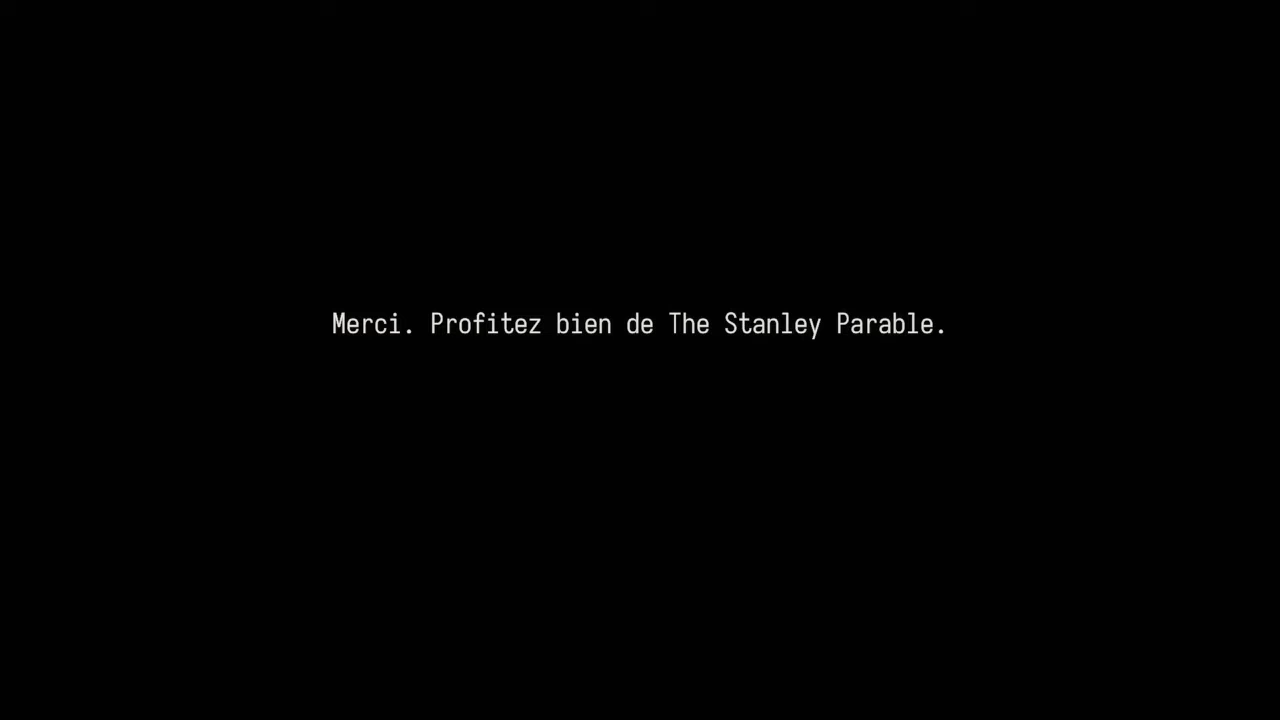 Merci. Profitez bien de The Stanley Parable.